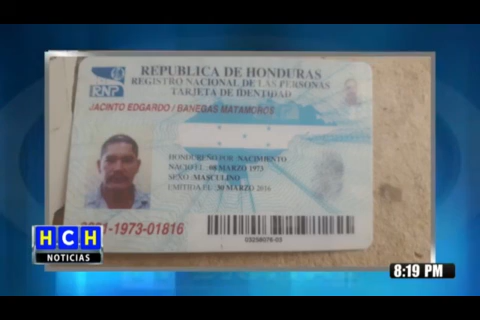 REPUBLICA DE HONDURAS
REGISTRO NACIONAL DE LAS PERSONAS
TARJETA DE IDENTIDAD
RNP
JACINTO EDGARDO / BANEGAS MATAMOROS
HONDUREÑO POR NACIMIENTO
NACIO EL: 08 MARZO 1973
SEXO: MASCULINO
EMITIDA EL: 30 MARZO 2016
-1973-01816
HCH
NOTICIAS
8:19 PM